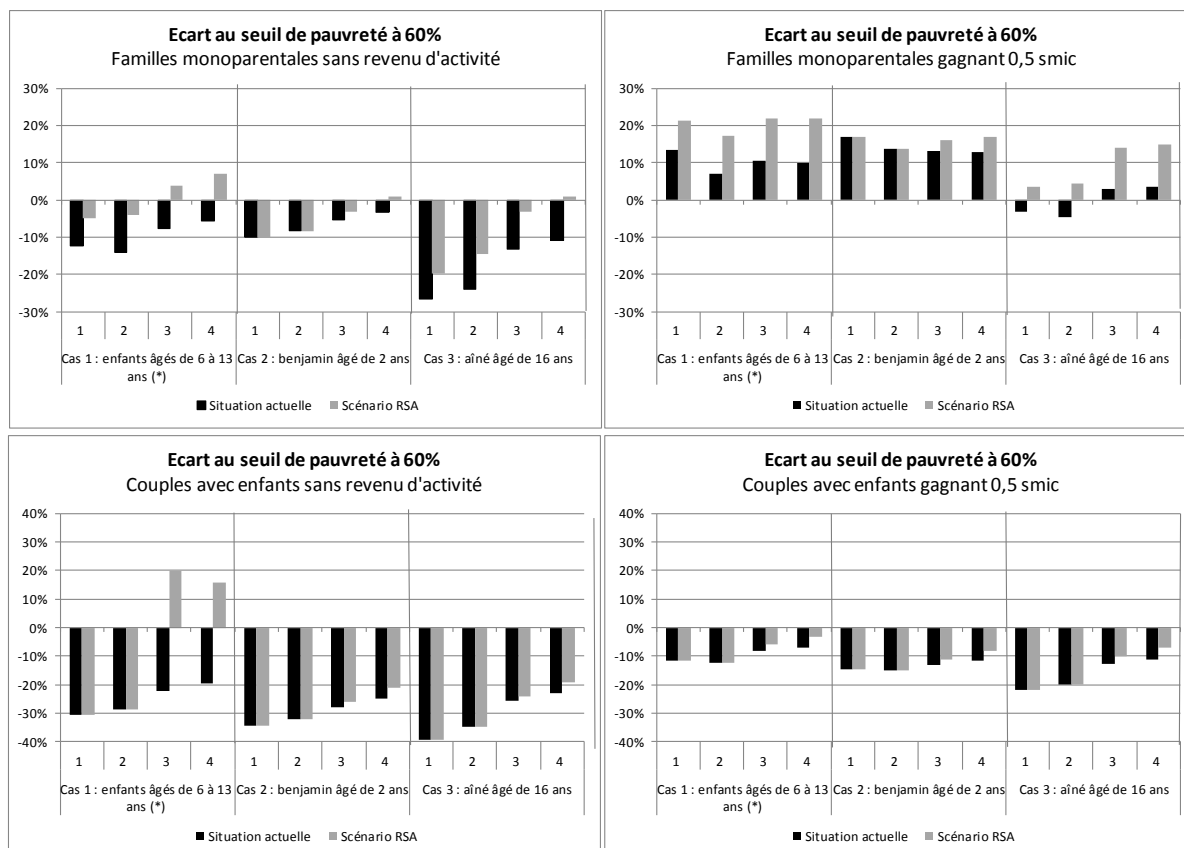 Ecart au seuil de pauvreté à 60%
Familles monoparentales sans revenu d'activité
30%
20%
10%
0%
-10%
-20%
-30%
1 2 3 4 1 2 3 4 1 2 3 4
Cas 1 : enfants âgés de 6 à 13 ans (*)
Cas 2 : benjamin âgé de 2 ans
Cas 3 : aîné âgé de 16 ans
Situation actuelle Scénario RSA
Ecart au seuil de pauvreté à 60%
Familles monoparentales gagnant 0,5 smic
30%
20%
10%
0%
-10%
-20%
-30%
1 2 3 4 1 2 3 4 1 2 3 4
Cas 1 : enfants âgés de 6 à 13 ans (*)
Cas 2 : benjamin âgé de 2 ans
Cas 3 : aîné âgé de 16 ans
Situation actuelle Scénario RSA
Ecart au seuil de pauvreté à 60%
Couples avec enfants sans revenu d'activité
40%
30%
20%
10%
0%
-10%
-20%
-30%
-40%
1 2 3 4 1 2 3 4 1 2 3 4
Cas 1 : enfants âgés de 6 à 13 ans (*)
Cas 2 : benjamin âgé de 2 ans
Cas 3 : aîné âgé de 16 ans
Situation actuelle Scénario RSA
Ecart au seuil de pauvreté à 60%
Couples avec enfants gagnant 0,5 smic
40%
30%
20%
10%
0%
-10%
-20%
-30%
-40%
1 2 3 4 1 2 3 4 1 2 3 4
Cas 1 : enfants âgés de 6 à 13 ans (*)
Cas 2 : benjamin âgé de 2 ans
Cas 3 : aîné âgé de 16 ans
Situation actuelle Scénario RSA